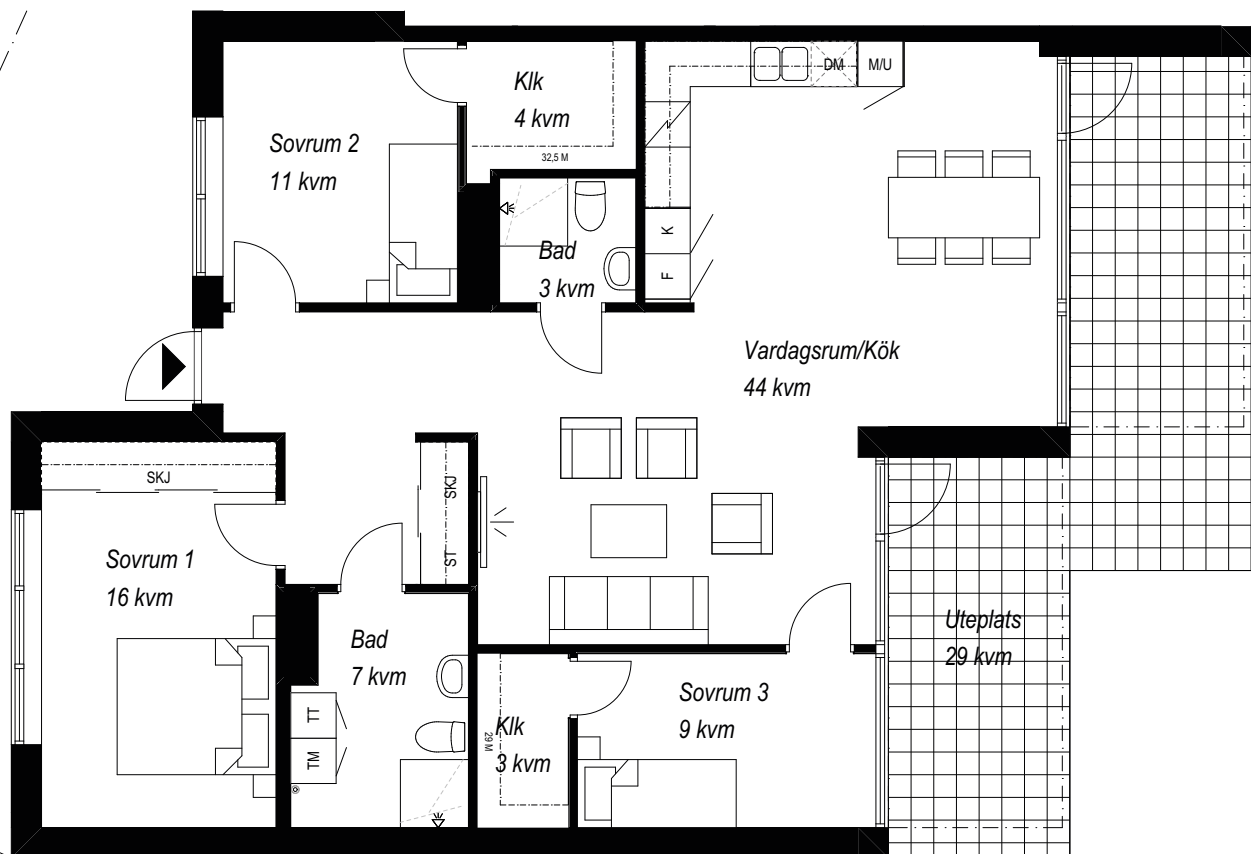 Klk
4 kvm
32,5 M
DM
M/U
Sovrum 2
11 kvm
K
F
Bad
3 kvm
Vardagsrum/Kök
44 kvm
SKJ
SKJ
ST
Sovrum 1
16 kvm
Bad
7 kvm
TT
TM
Klk
3 kvm
29 M
Sovrum 3
9 kvm
Uteplats
29 kvm